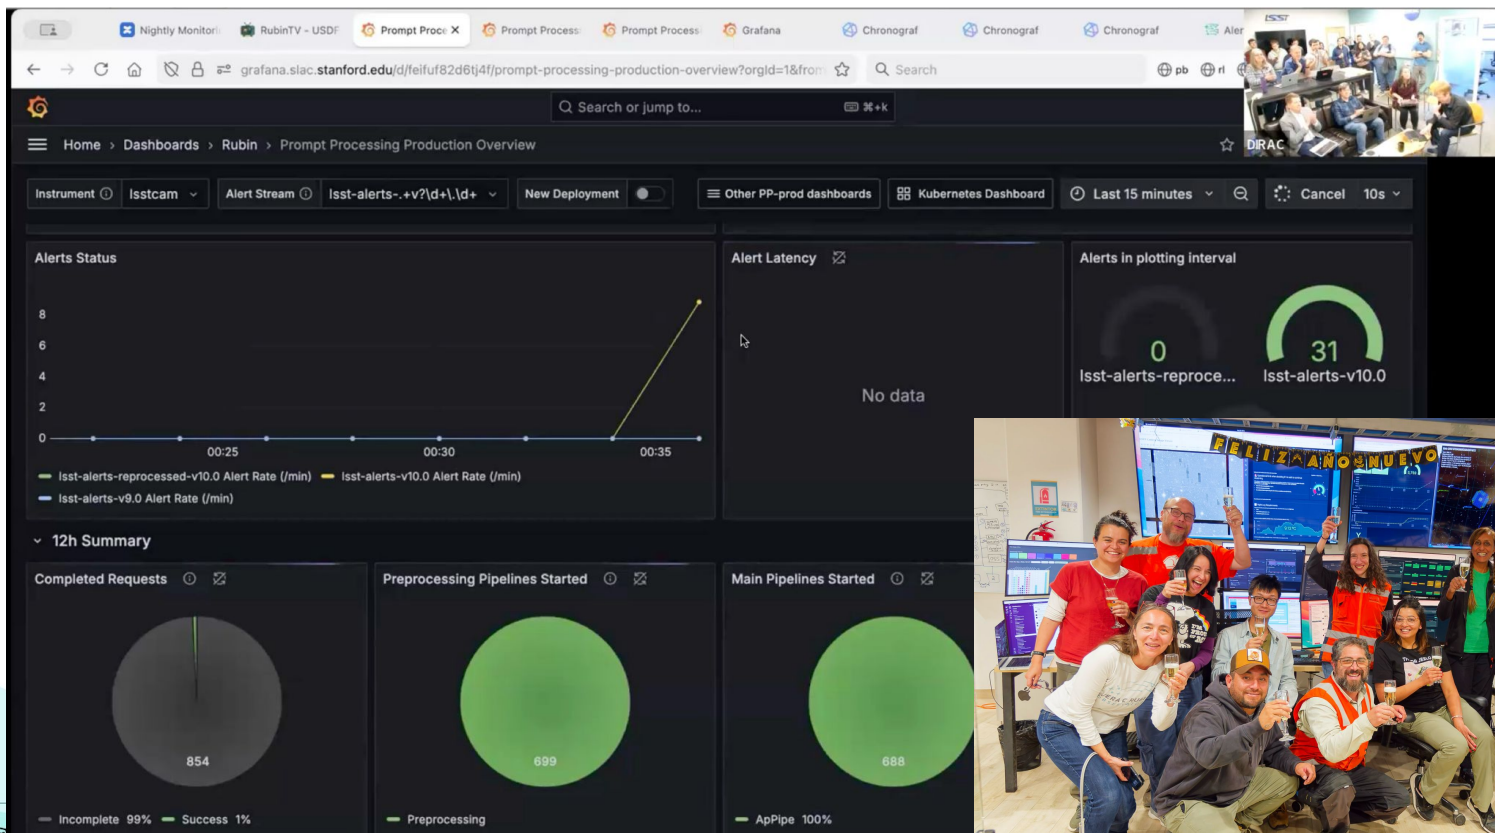 Nightly Monitori
RubinTV - USDF
Prompt Proce
Prompt Process
Prompt Process
Grafana
Chronograf
Chronograf
Chronograf
Aler
grafana.slac.stanford.edu/d/feifuf82d6tj4f/prompt-processing-production-overview?orgId=1&from
Search
pb
rl
LSST
DIRAC
Search or jump to...
⌘+k
Home › Dashboards › Rubin › Prompt Processing Production Overview
Instrument
lsstcam
Alert Stream
lsst-alerts-.+v?\d+\.\d+
New Deployment
Other PP-prod dashboards
Kubernetes Dashboard
Last 15 minutes
Cancel
10s
Alerts Status
8
6
4
2
0
00:25
00:30
00:35
lsst-alerts-reprocessed-v10.0 Alert Rate (/min)
lsst-alerts-v10.0 Alert Rate (/min)
lsst-alerts-v9.0 Alert Rate (/min)
Alert Latency
No data
Alerts in plotting interval
0
lsst-alerts-reproce...
31
lsst-alerts-v10.0
FELIZ AÑO NUEVO
12h Summary
Completed Requests
854
Incomplete 99%
Success 1%
Preprocessing Pipelines Started
699
Preprocessing
Main Pipelines Started
688
ApPipe 100%